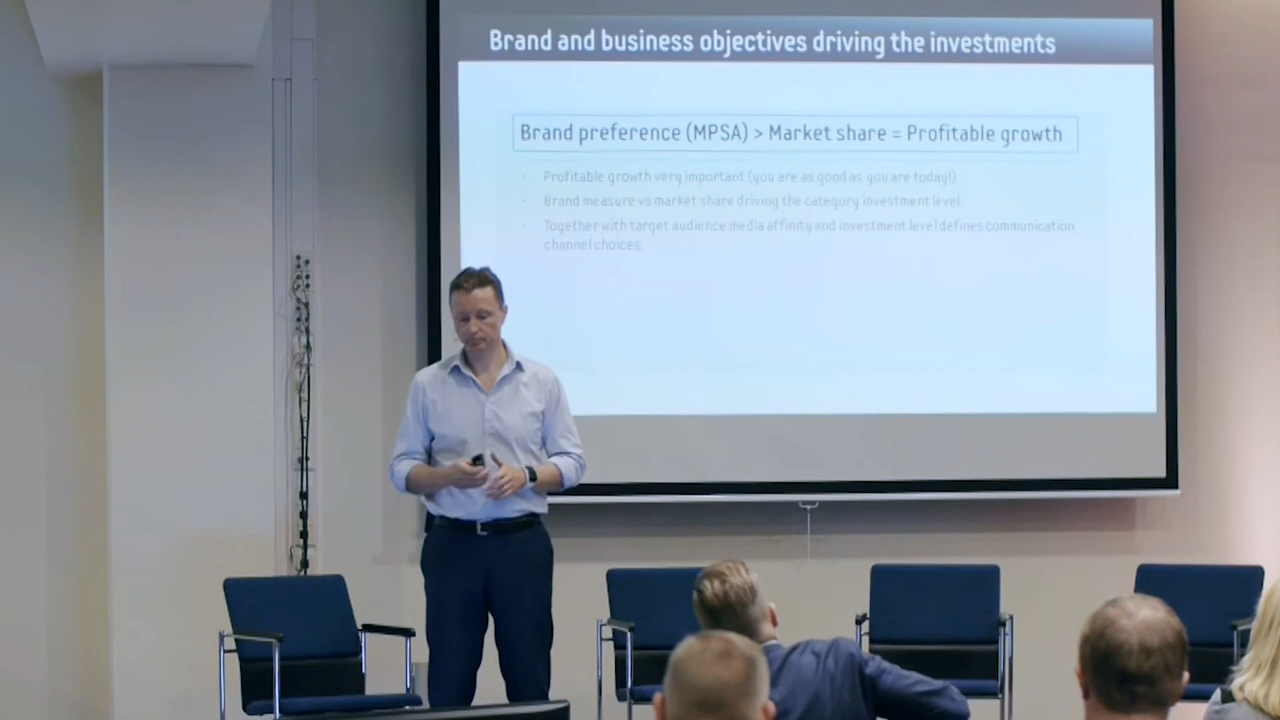 Brand and business objectives driving the investments
Brand preference (MPSA) > Market share = Profitable growth
Profitable growth very important (you are as good as you are today!)
Brand measure vs market share driving the category investment level.
Together with target audience media affinity and investment level defines communication
channel choices.